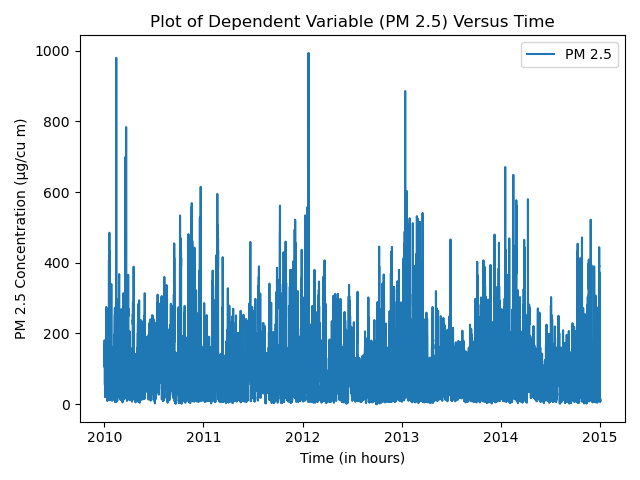 Plot of Dependent Variable (PM 2.5) Versus Time
PM 2.5
PM 2.5 Concentration (µg/cu m)
1000
800
600
400
200
0
2010 2011 2012 2013 2014 2015
Time (in hours)